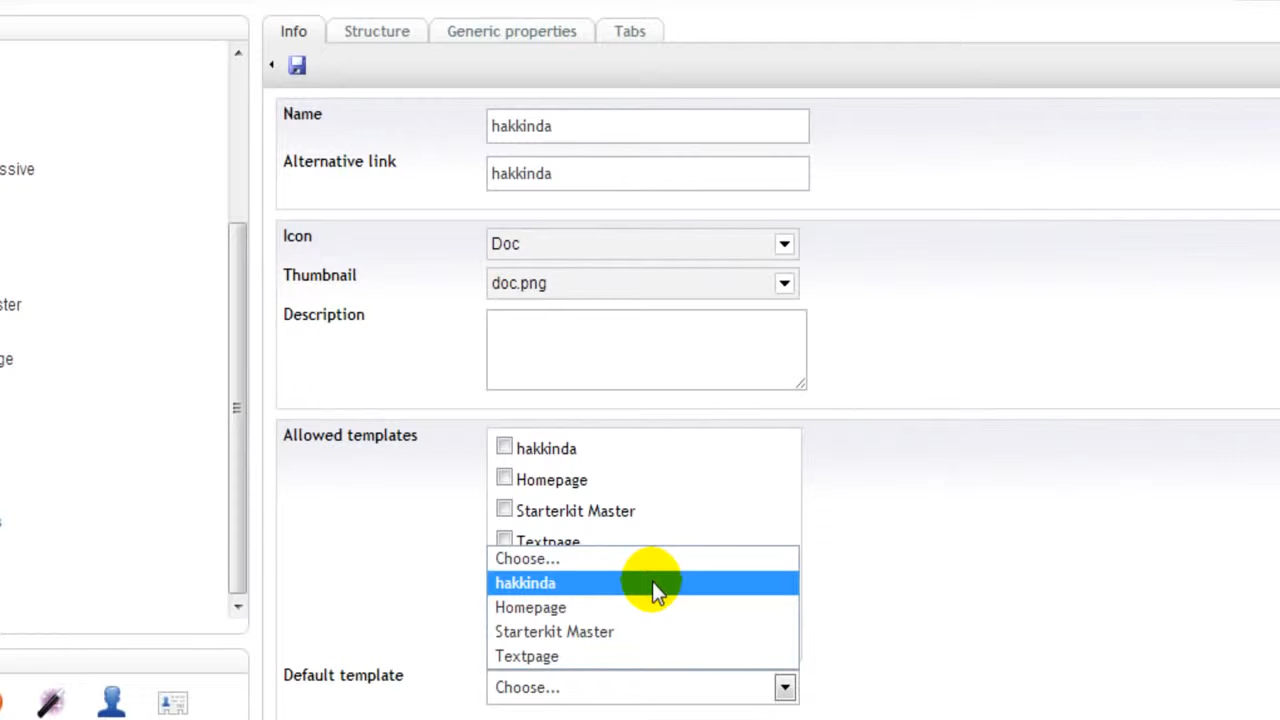 Info Structure Generic properties Tabs
Name hakkinda
ssive
Alternative link hakkinda
Icon Doc
Thumbnail doc.png
ster
Description
ge
Allowed templates
hakkinda
Homepage
Starterkit Master
Textpage
Choose...
hakkinda
Homepage
Starterkit Master
Textpage
Default template Choose...